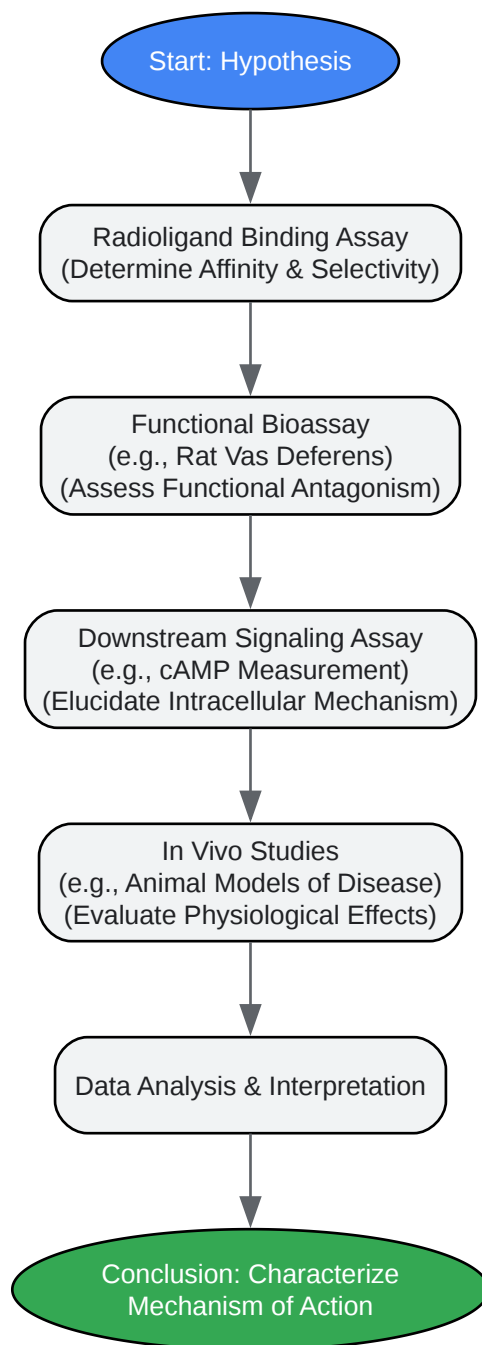 Start: Hypothesis
Radioligand Binding Assay
(Determine Affinity & Selectivity)
Functional Bioassay
(e.g., Rat Vas Deferens)
(Assess Functional Antagonism)
Downstream Signaling Assay
(e.g., cAMP Measurement)
(Elucidate Intracellular Mechanism)
In Vivo Studies
(e.g., Animal Models of Disease)
(Evaluate Physiological Effects)
Data Analysis & Interpretation
Conclusion: Characterize
Mechanism of Action